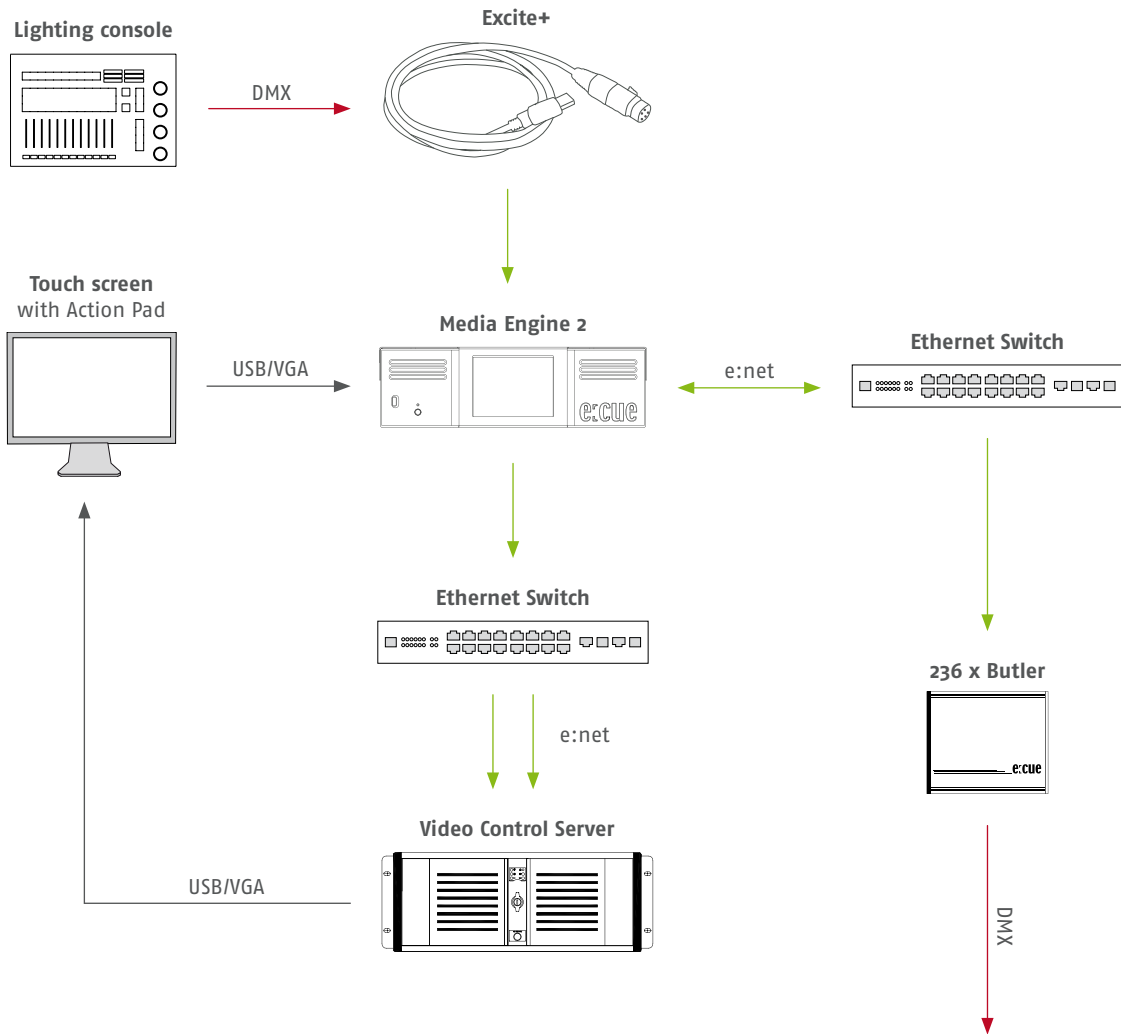 Excite+
Lighting console
DMX
Touch screen
with Action Pad
Media Engine 2
Ethernet Switch
USB/VGA
e:net
e:cue
Ethernet Switch
236 x Butler
e:net
e:cue
Video Control Server
USB/VGA
DMX